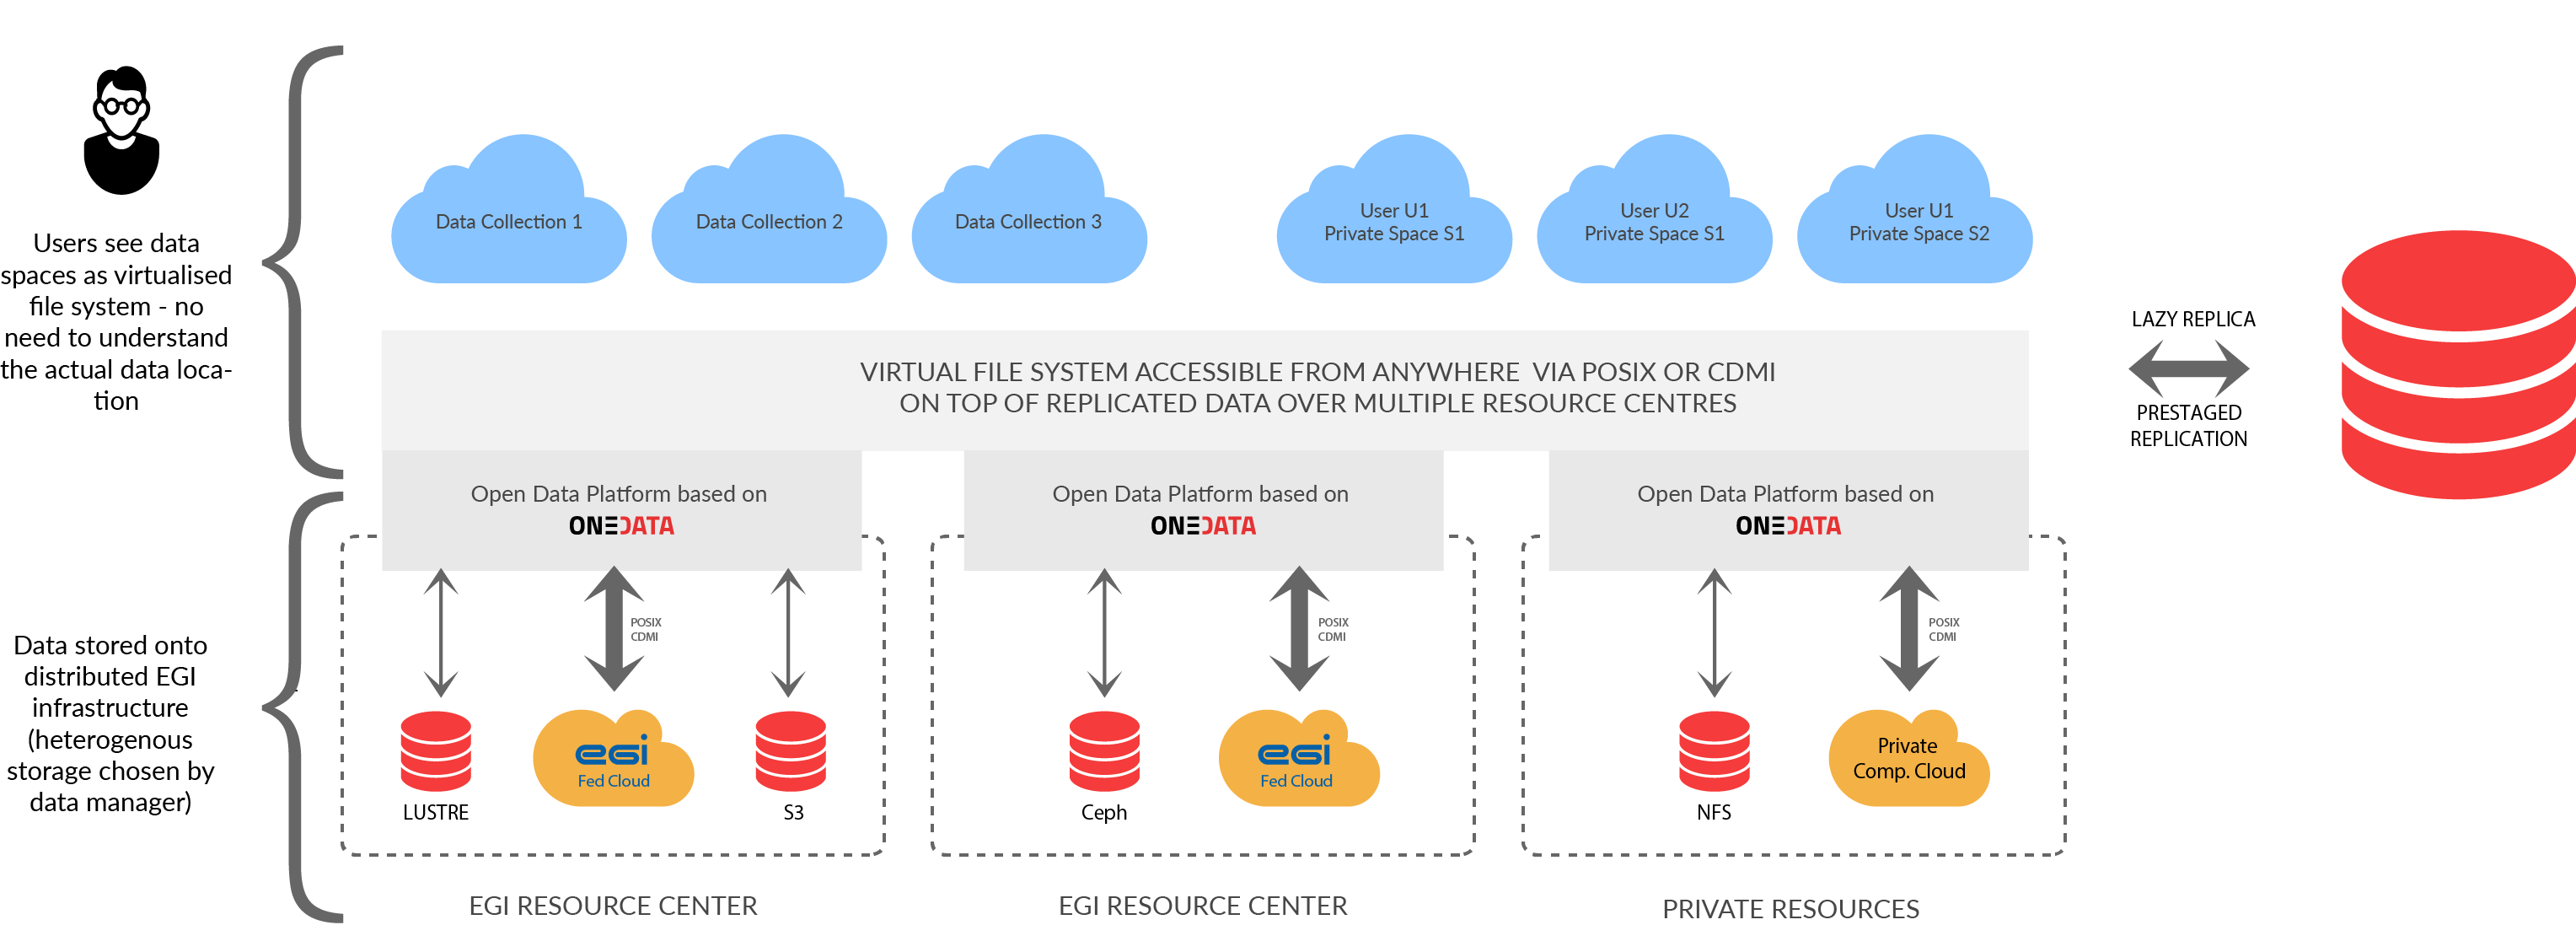 Users see data
spaces as virtualised
file system - no
need to understand
the actual data loca-
tion
Data Collection 1
Data Collection 2
Data Collection 3
User U1
Private Space S1
User U2
Private Space S1
User U1
Private Space S2
VIRTUAL FILE SYSTEM ACCESSIBLE FROM ANYWHERE VIA POSIX OR CDMI
ON TOP OF REPLICATED DATA OVER MULTIPLE RESOURCE CENTRES
LAZY REPLICA
PRESTAGED
REPLICATION
Open Data Platform based on
ONEDATA
Open Data Platform based on
ONEDATA
Open Data Platform based on
ONEDATA
Data stored onto
distributed EGI
infrastructure
(heterogenous
storage chosen by
data manager)
POSIX
CDMI
POSIX
CDMI
POSIX
CDMI
LUSTRE
egi
Fed Cloud
S3
Ceph
egi
Fed Cloud
NFS
Private
Comp. Cloud
EGI RESOURCE CENTER
EGI RESOURCE CENTER
PRIVATE RESOURCES